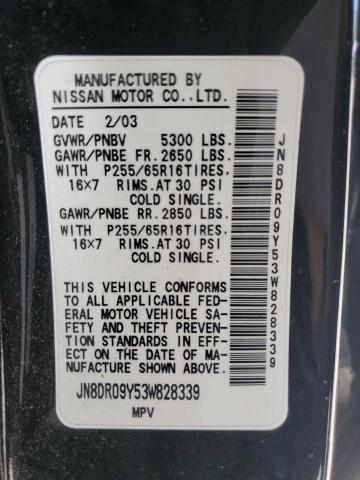 MANUFACTURED BY
NISSAN MOTOR CO., LTD.
DATE 2/03
GVWR/PNBV 5300 LBS.
GAWR/PNBE FR. 2650 LBS.
WITH P255/65R16TIRES,
16×7 RIMS.AT 30 PSI
COLD SINGLE.
GAWR/PNBE RR. 2850 LBS.
WITH P255/65R16TIRES,
16×7 RIMS.AT 30 PSI
COLD SINGLE.
THIS VEHICLE CONFORMS
TO ALL APPLICABLE FED-
ERAL MOTOR VEHICLE SA-
FETY AND THEFT PREVEN-
TION STANDARDS IN EFF-
ECT ON THE DATE OF MA-
NUFACTURE SHOWN ABOVE.
JN8DR09Y53W828339
MPV
JN8DR09Y53W828339